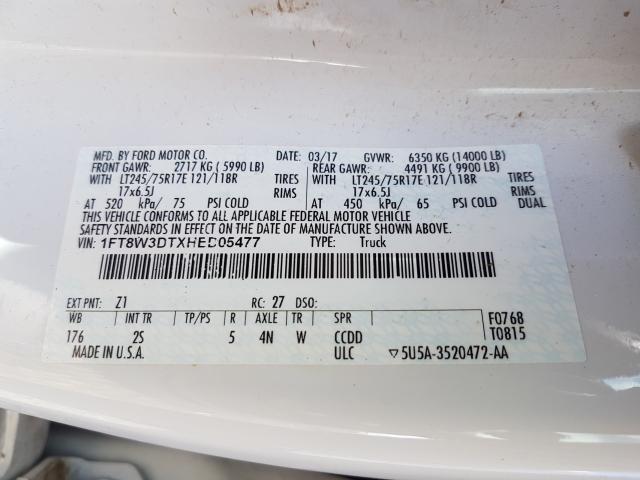 MFD. BY FORD MOTOR CO. DATE: 03/17 GVWR: 6350 KG (14000 LB)
FRONT GAWR: 2717 KG ( 5990 LB) REAR GAWR: 4491 KG ( 9900 LB)
WITH LT245/75R17E 121/118R TIRES WITH LT245/75R17E 121/118R TIRES
17x6.5J RIMS 17x6.5J RIMS
AT 520 kPa/ 75 PSI COLD AT 450 kPa/ 65 PSI COLD DUAL
THIS VEHICLE CONFORMS TO ALL APPLICABLE FEDERAL MOTOR VEHICLE
SAFETY STANDARDS IN EFFECT ON THE DATE OF MANUFACTURE SHOWN ABOVE.
VIN: 1FT8W3DTXHED05477 TYPE: Truck
EXT PNT: Z1 RC: 27 DSO:
WB INT TR TP/PS R AXLE TR SPR F0768
176 2S 5 4N W CCDD T0815
MADE IN U.S.A. ULC ▽5U5A-3520472-AA